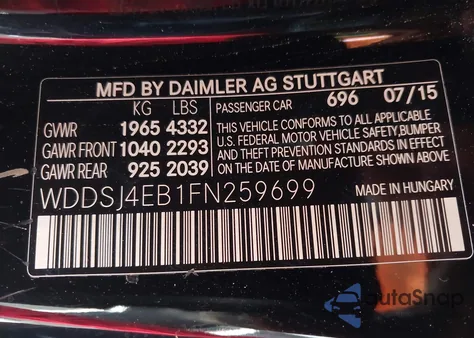 MFD BY DAIMLER AG STUTTGART
KG LBS PASSENGER CAR 696 07/15
GVWR 1965 4332 THIS VEHICLE CONFORMS TO ALL APPLICABLE
GAWR FRONT 1040 2293 U.S. FEDERAL MOTOR VEHICLE SAFETY, BUMPER
GAWR REAR 925 2039 AND THEFT PREVENTION STANDARDS IN EFFECT
ON THE DATE OF MANUFACTURE SHOWN ABOVE.
WDDSJ4EB1FN259699 MADE IN HUNGARY
autaSnap